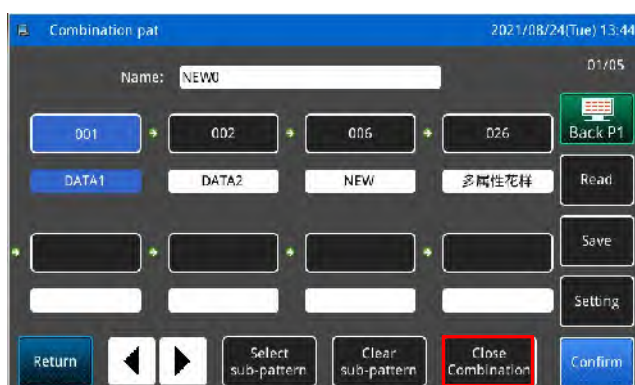 Combination pat 2021/08/24(Tue) 13:44
Name: NEW0 01/05
001 002 006 026 Back P1
DATA1 DATA2 NEW 多属性花样 Read
Save
Setting
Return Select sub-pattern Clear sub-pattern Close Combination Confirm